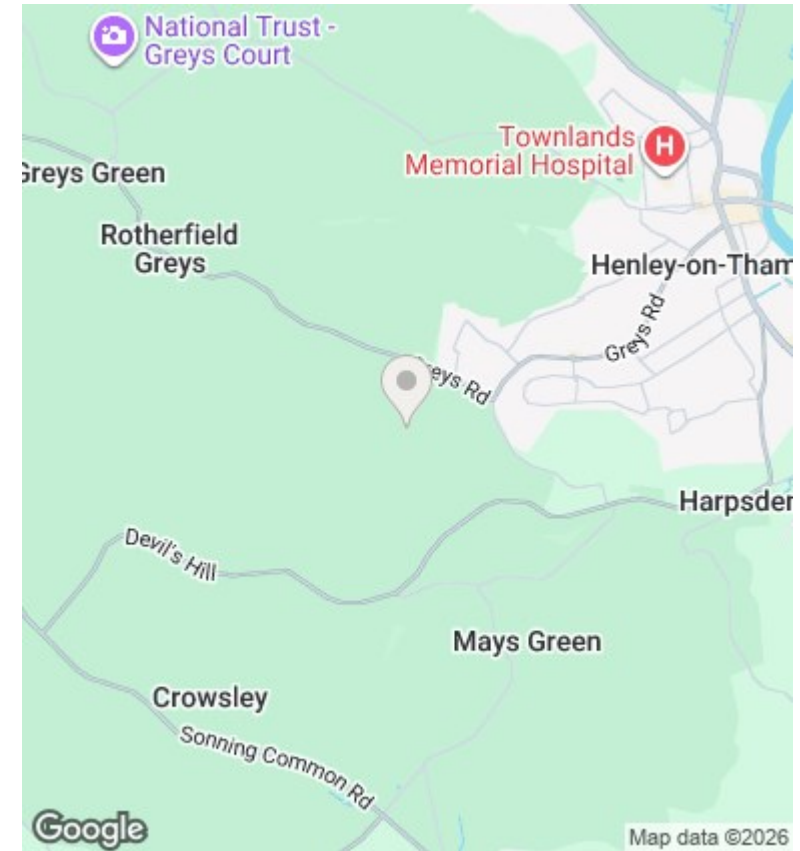 National Trust -
Greys Court
Townlands
Memorial Hospital
H
Greys Green
Rotherfield
Greys
Henley-on-Tham
Greys Rd
Greys Rd
Harpsden
Devil's Hill
Mays Green
Crowsley
Sonning Common Rd
Google
Map data ©2026